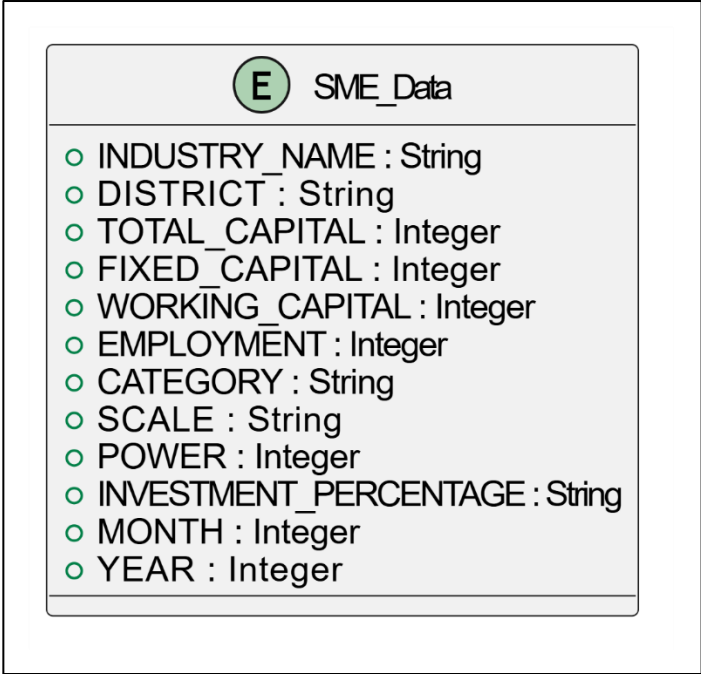 E SME_Data
INDUSTRY_NAME : String
DISTRICT : String
TOTAL_CAPITAL : Integer
FIXED_CAPITAL : Integer
WORKING_CAPITAL : Integer
EMPLOYMENT : Integer
CATEGORY : String
SCALE : String
POWER : Integer
INVESTMENT_PERCENTAGE : String
MONTH : Integer
YEAR : Integer